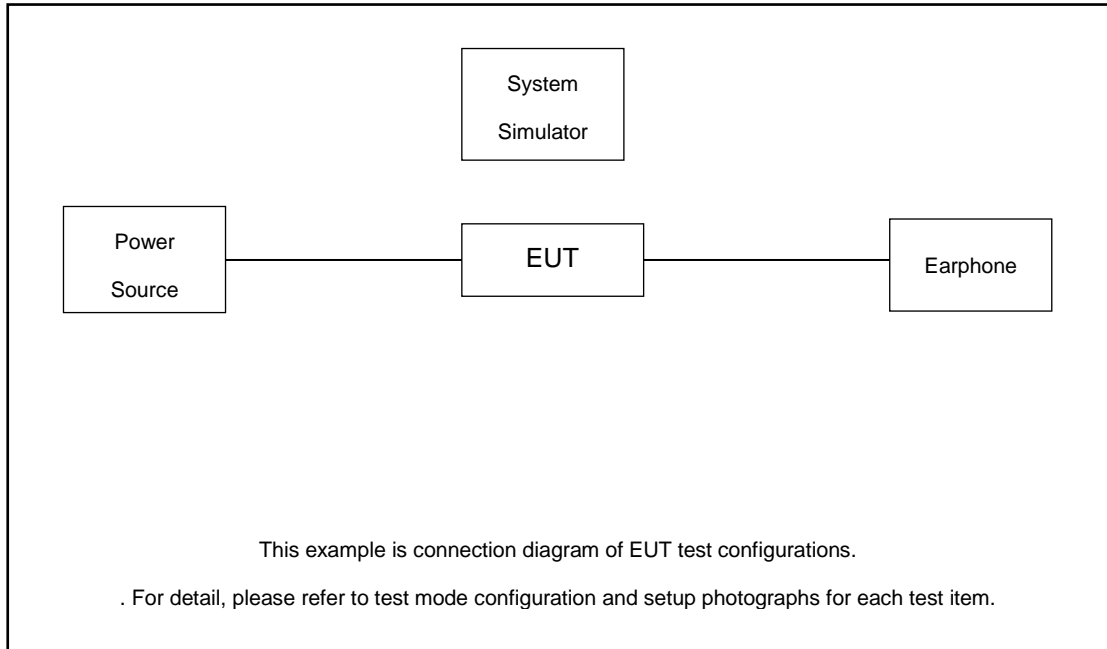 System
Simulator
Power
Source
EUT
Earphone
This example is connection diagram of EUT test configurations.
. For detail, please refer to test mode configuration and setup photographs for each test item.